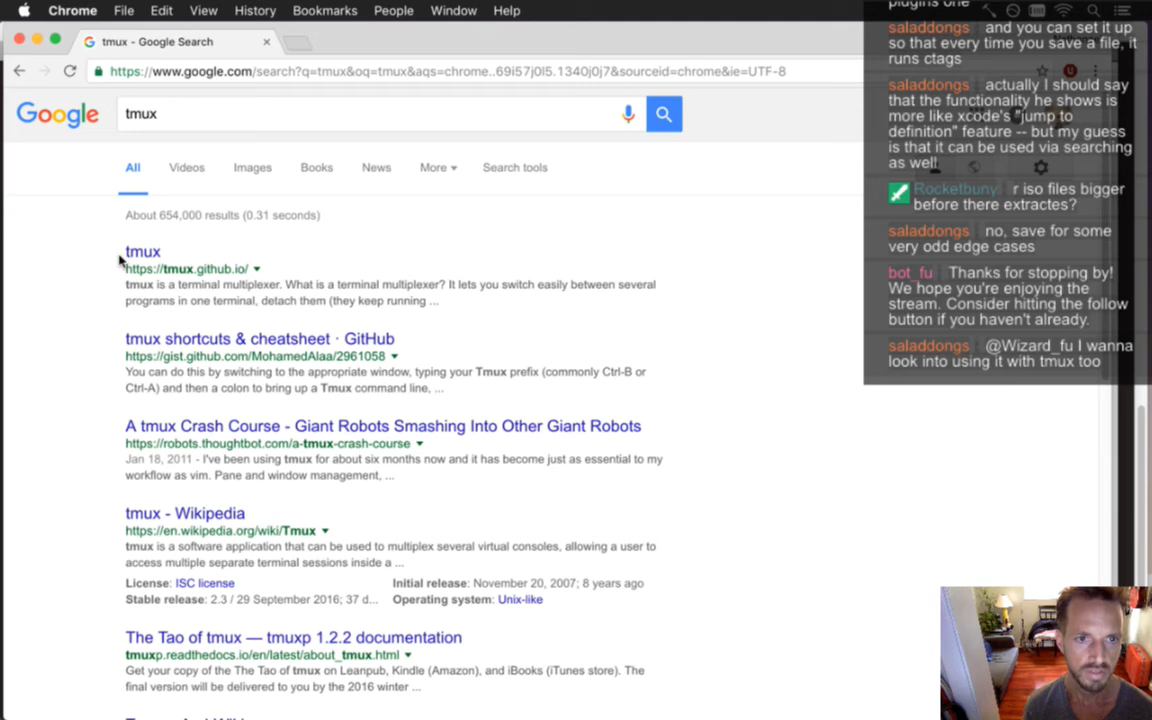 Chrome File Edit View History Bookmarks People Window Help
tmux - Google Search
https://www.google.com/search?q=tmux&oq=tmux&aqs=chrome..69i57j0l5.1340j0j7&sourceid=chrome&ie=UTF-8
Google
tmux
All Videos Images Books News More Search tools
About 654,000 results (0.31 seconds)
tmux
https://tmux.github.io/
tmux is a terminal multiplexer. What is a terminal multiplexer? It lets you switch easily between several
programs in one terminal, detach them (they keep running ...
tmux shortcuts & cheatsheet · GitHub
https://gist.github.com/MohamedAlaa/2961058
You can do this by switching to the appropriate window, typing your Tmux prefix (commonly Ctrl-B or
Ctrl-A) and then a colon to bring up a Tmux command line, ...
A tmux Crash Course - Giant Robots Smashing Into Other Giant Robots
https://robots.thoughtbot.com/a-tmux-crash-course
Jan 18, 2011 - I've been using tmux for about six months now and it has become just as essential to my
workflow as vim. Pane and window management, ...
tmux - Wikipedia
https://en.wikipedia.org/wiki/Tmux
tmux is a software application that can be used to multiplex several virtual consoles, allowing a user to
access multiple separate terminal sessions inside a ...
License: ISC license Initial release: November 20, 2007; 8 years ago
Stable release: 2.3 / 29 September 2016; 37 d... Operating system: Unix-like
The Tao of tmux — tmuxp 1.2.2 documentation
tmuxp.readthedocs.io/en/latest/about_tmux.html
Get your copy of the The Tao of tmux on Leanpub, Kindle (Amazon), and iBooks (iTunes store). The
final version will be delivered to you by the 2016 winter ...
plugins one
saladdongs and you can set it up
so that every time you save a file, it
runs ctags
saladdongs actually I should say
that the functionality he shows is
more like xcode's "jump to
definition" feature -- but my guess
is that it can be used via searching
as well
Rocketbuny r iso files bigger
before there extractes?
saladdongs no, save for some
very odd edge cases
bot_fu Thanks for stopping by!
We hope you're enjoying the
stream. Consider hitting the follow
button if you haven't already.
saladdongs @Wizard_fu I wanna
look into using it with tmux too